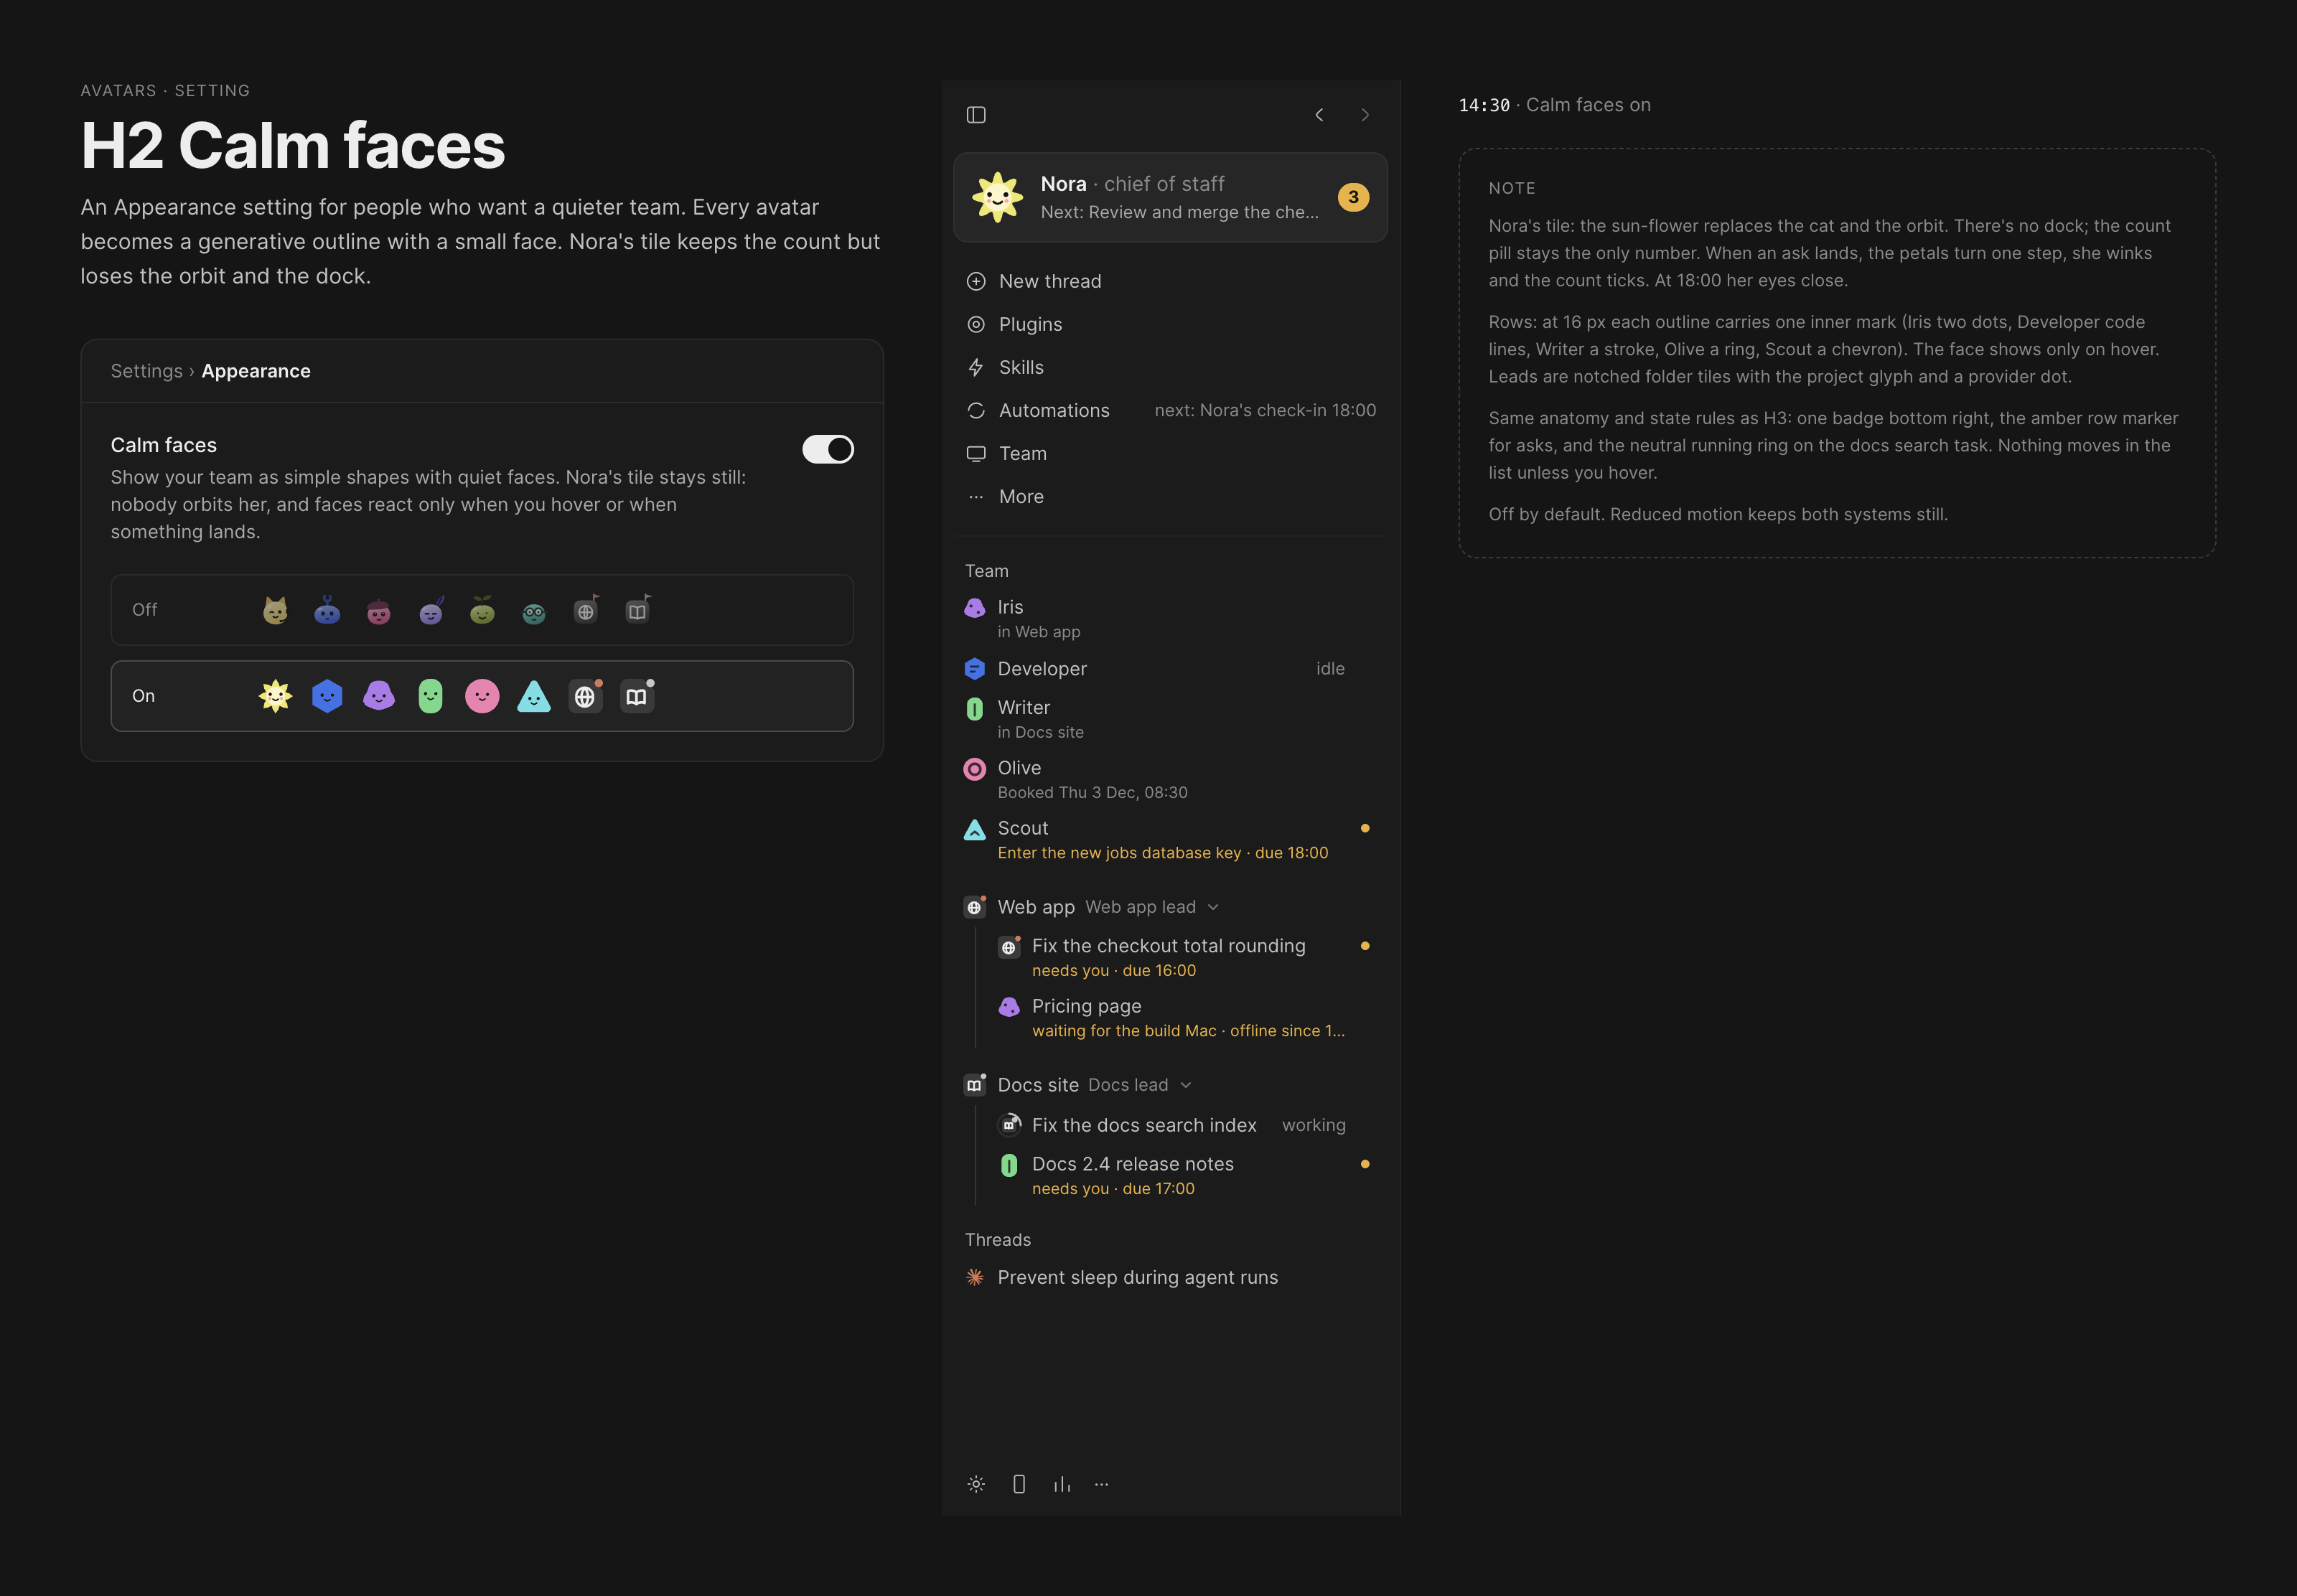 AVATARS · SETTING
H2 Calm faces
An Appearance setting for people who want a quieter team. Every avatar
becomes a generative outline with a small face. Nora's tile keeps the count but
loses the orbit and the dock.
Settings › Appearance
Calm faces
Show your team as simple shapes with quiet faces. Nora's tile stays still:
nobody orbits her, and faces react only when you hover or when
something lands.
Off
On
Nora · chief of staff
Next: Review and merge the che...
3
New thread
Plugins
Skills
Automations next: Nora's check-in 18:00
Team
More
Team
Iris
in Web app
Developer idle
Writer
in Docs site
Olive
Booked Thu 3 Dec, 08:30
Scout
Enter the new jobs database key · due 18:00
Web app Web app lead
Fix the checkout total rounding
needs you · due 16:00
Pricing page
waiting for the build Mac · offline since 1...
Docs site Docs lead
Fix the docs search index working
Docs 2.4 release notes
needs you · due 17:00
Threads
Prevent sleep during agent runs
14:30 · Calm faces on
NOTE
Nora's tile: the sun-flower replaces the cat and the orbit. There's no dock; the count
pill stays the only number. When an ask lands, the petals turn one step, she winks
and the count ticks. At 18:00 her eyes close.
Rows: at 16 px each outline carries one inner mark (Iris two dots, Developer code
lines, Writer a stroke, Olive a ring, Scout a chevron). The face shows only on hover.
Leads are notched folder tiles with the project glyph and a provider dot.
Same anatomy and state rules as H3: one badge bottom right, the amber row marker
for asks, and the neutral running ring on the docs search task. Nothing moves in the
list unless you hover.
Off by default. Reduced motion keeps both systems still.